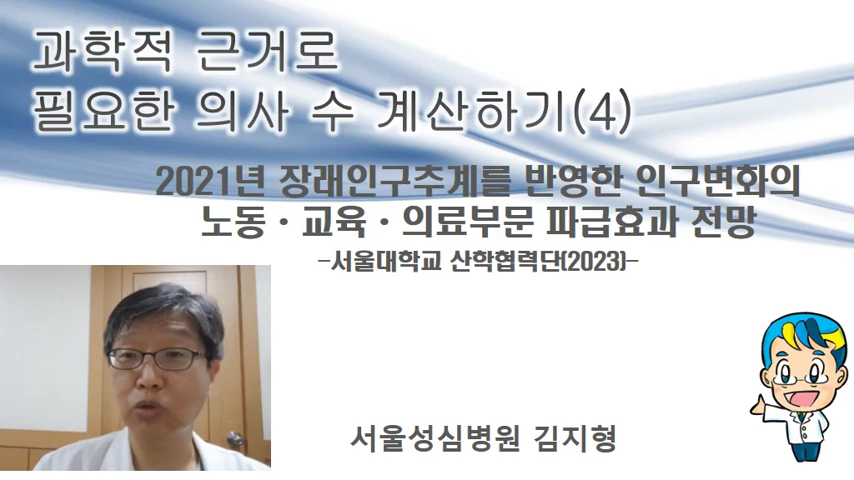 과학적 근거로
필요한 의사 수 계산하기(4)
2021년 장래인구추계를 반영한 인구변화의
노동·교육·의료부문 파급효과 전망
-서울대학교 산학협력단(2023)-
서울성심병원 김지형